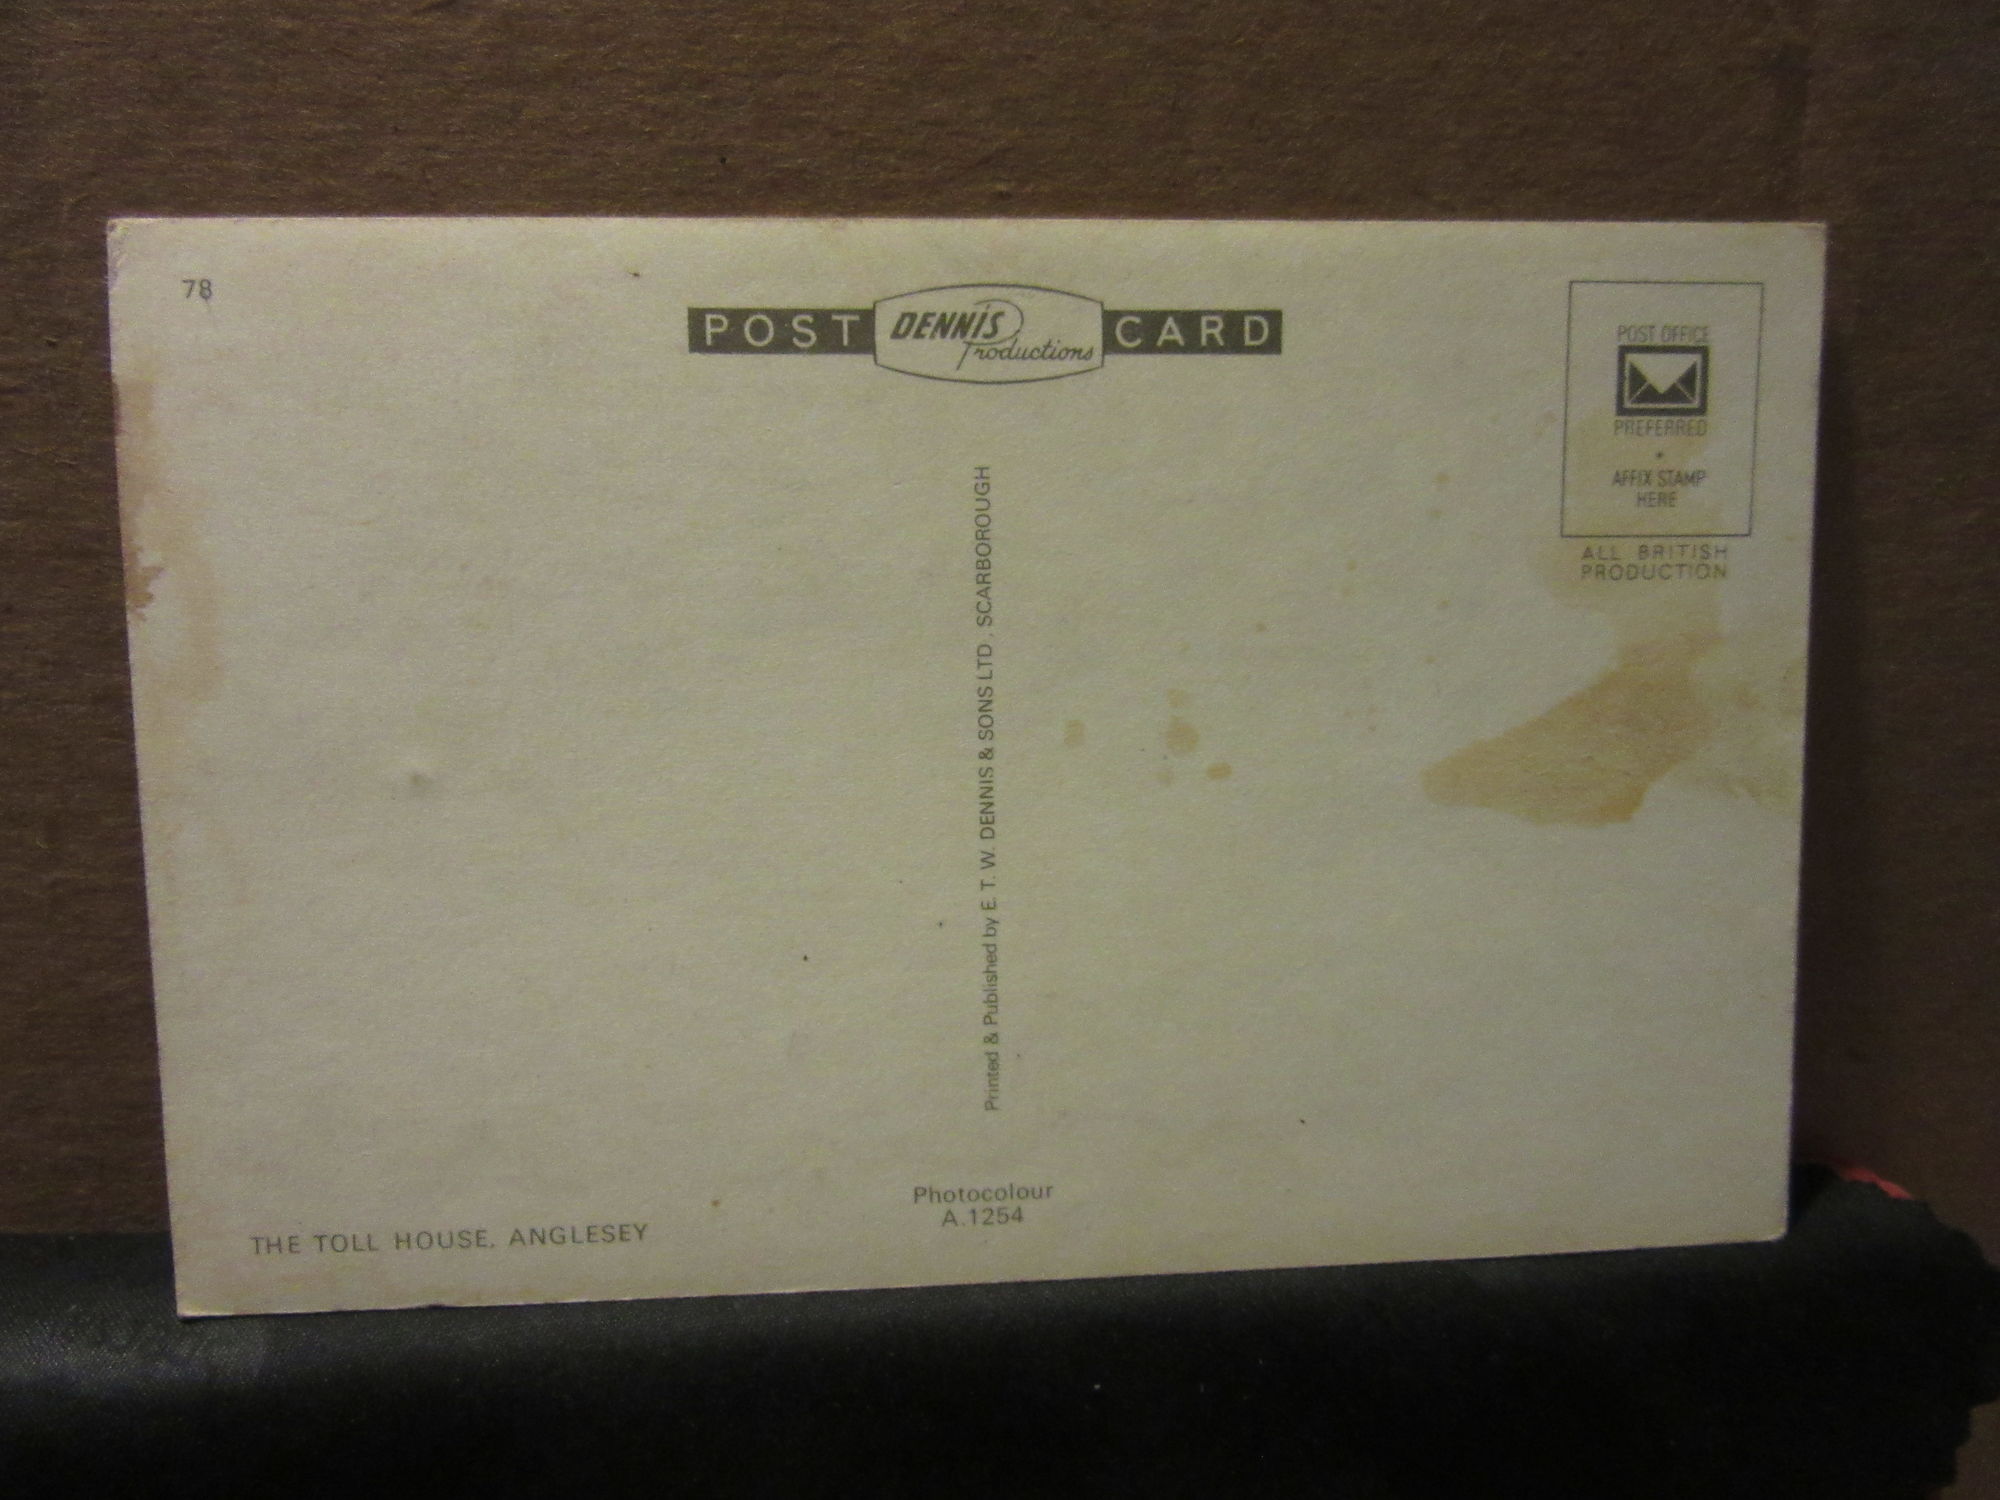 78
POST DENNIS Productions CARD
POST OFFICE
PREFERRED
AFFIX STAMP
HERE
ALL BRITISH
PRODUCTION
Printed & Published by E. T. W. DENNIS & SONS LTD., SCARBOROUGH
Photocolour
A.1254
THE TOLL HOUSE, ANGLESEY